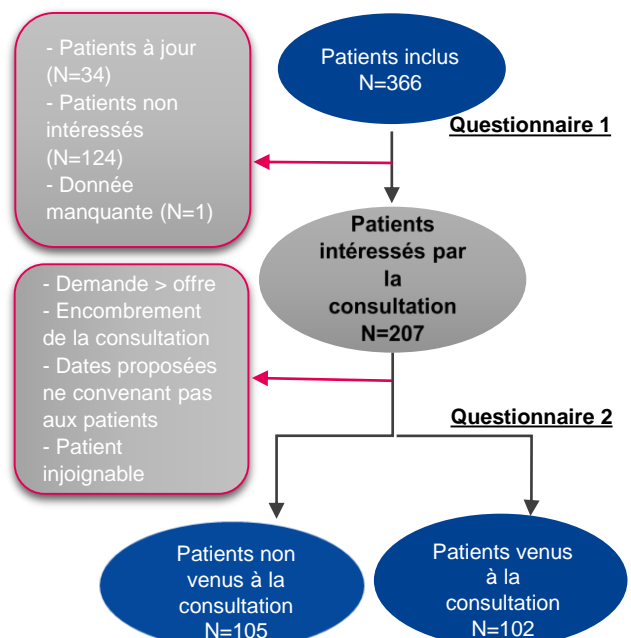 Patients inclus
N=366
- Patients à jour
(N=34)
- Patients non
intéressés
(N=124)
- Donnée
manquante (N=1)
Questionnaire 1
Patients
intéressés par
la
consultation
N=207
- Demande > offre
- Encombrement
de la consultation
- Dates proposées
ne convenant pas
aux patients
- Patient
injoignable
Questionnaire 2
Patients non
venus à la
consultation
N=105
Patients venus
à la
consultation
N=102